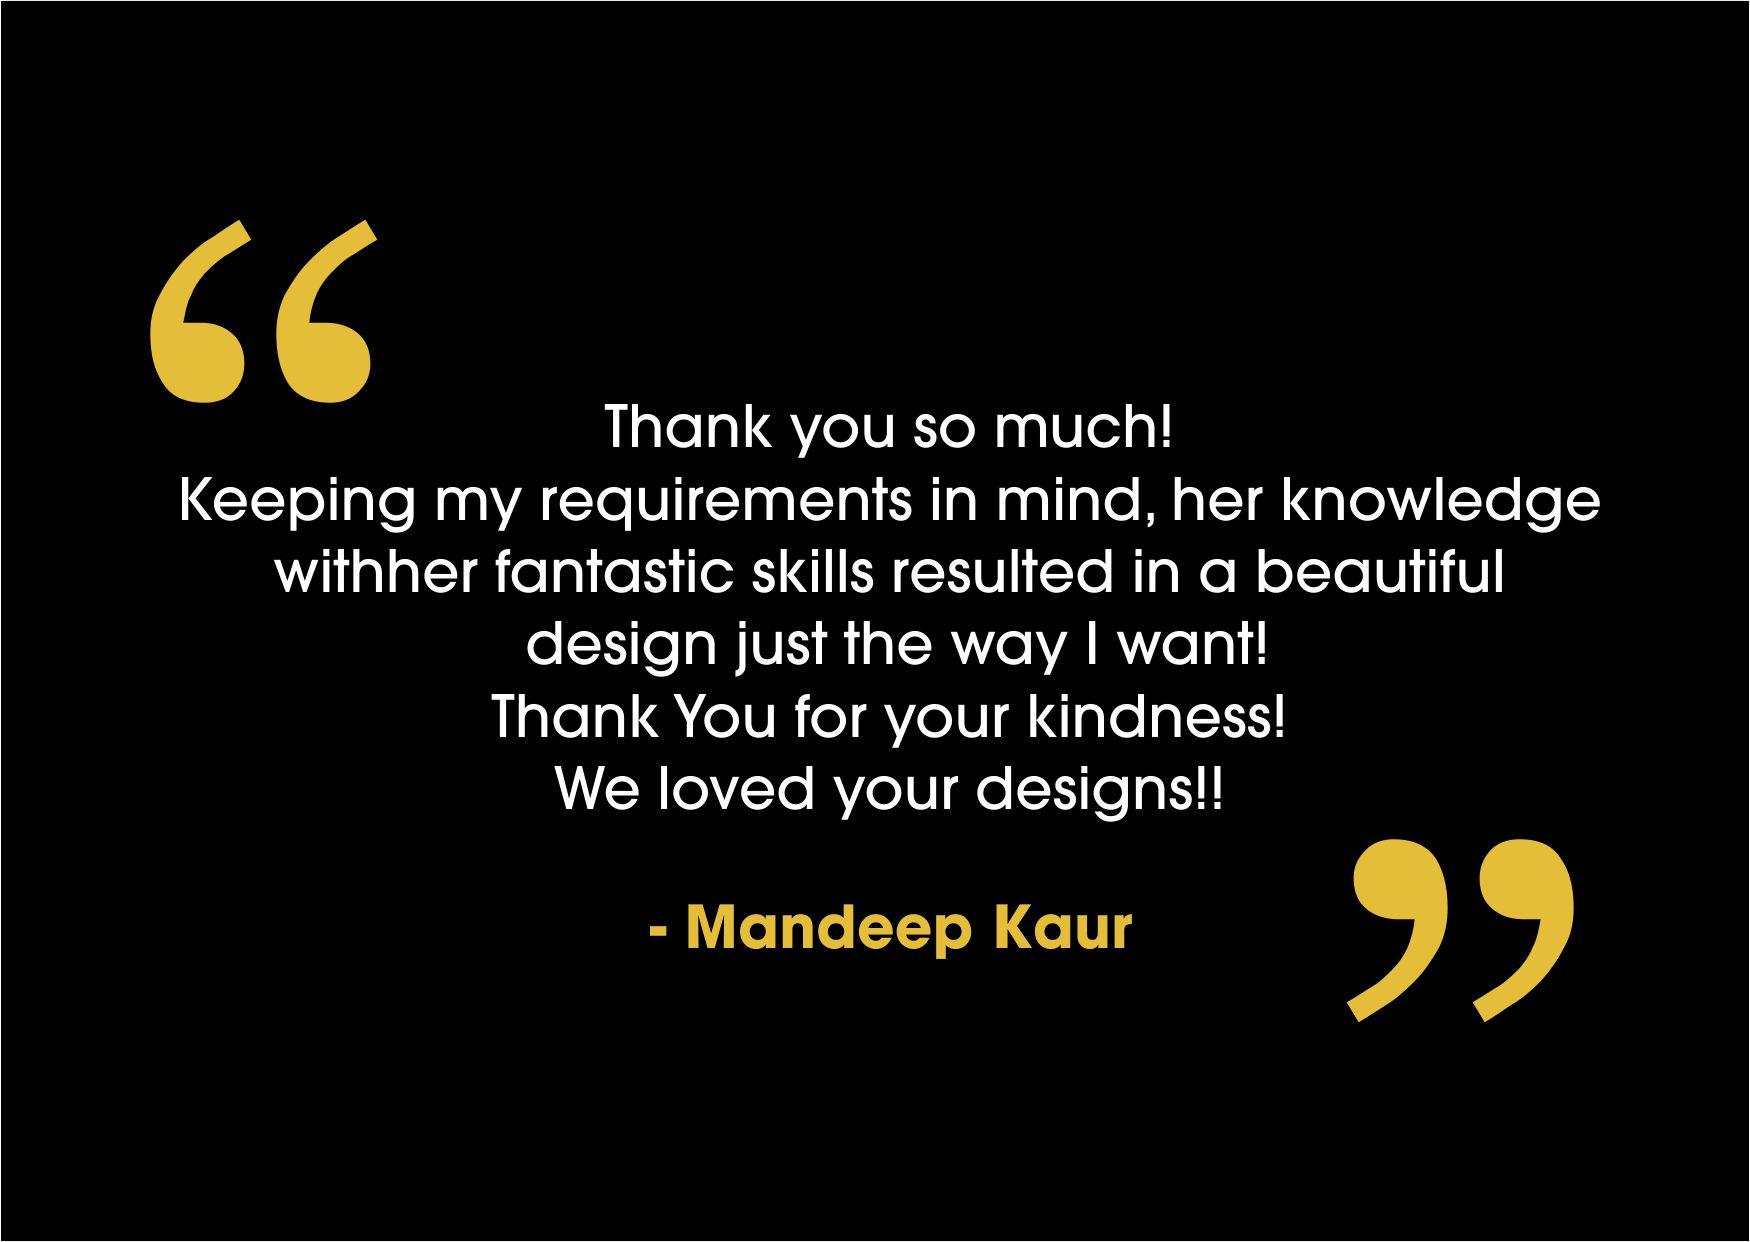 “
Thank you so much!
Keeping my requirements in mind, her knowledge
withher fantastic skills resulted in a beautiful
design just the way I want!
Thank You for your kindness!
We loved your designs!!
”
- Mandeep Kaur